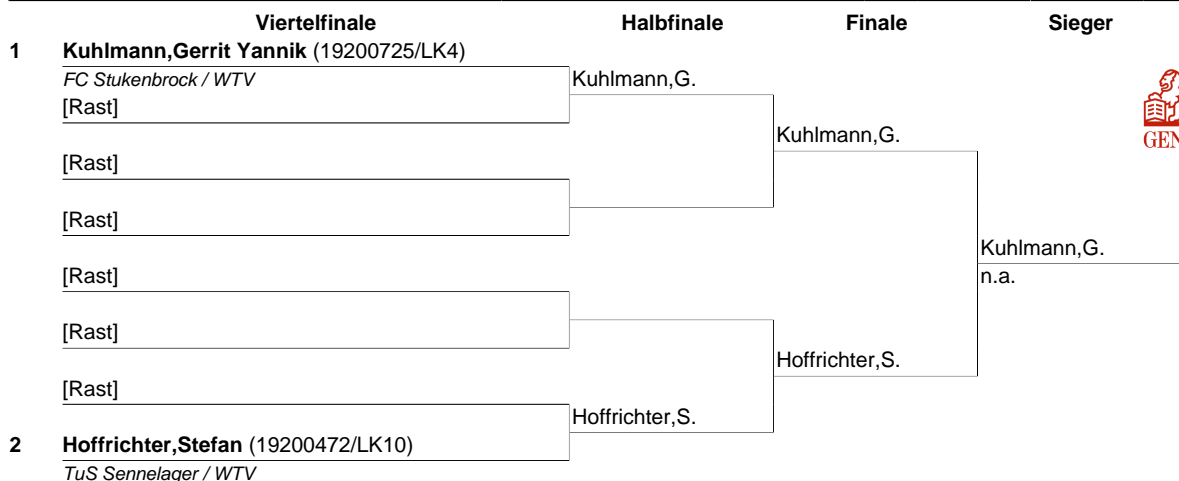 Viertelfinale Halbfinale Finale Sieger
1 Kuhlmann,Gerrit Yannik (19200725/LK4)
FC Stukenbrock / WTV Kuhlmann,G.
[Rast]
Kuhlmann,G.
[Rast]
[Rast]
Kuhlmann,G.
[Rast] n.a.
[Rast]
Hoffrichter,S.
[Rast]
Hoffrichter,S.
2 Hoffrichter,Stefan (19200472/LK10)
TuS Sennelager / WTV
GEN